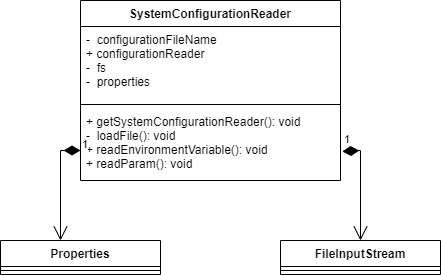 SystemConfigurationReader
- configurationFileName
+ configurationReader
- fs
- properties
+ getSystemConfigurationReader(): void
- loadFile(): void
+ readEnvironmentVariable(): void
+ readParam(): void
1
1
Properties
FileInputStream